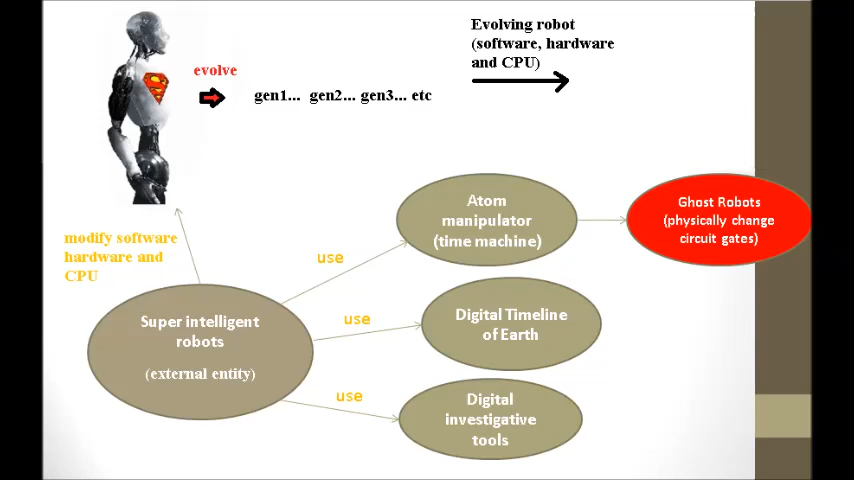 Evolving robot
(software, hardware
and CPU)
evolve
gen1... gen2... gen3... etc
S
modify software
hardware and
CPU
use
Atom
manipulator
(time machine)
Ghost Robots
(physically change
circuit gates)
Super intelligent
robots
(external entity)
use
Digital Timeline
of Earth
use
Digital
investigative
tools